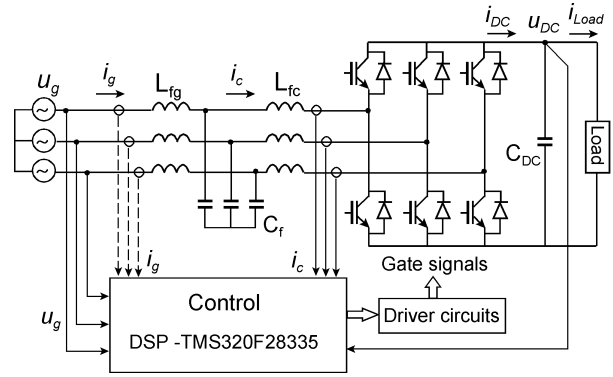 i_DC u_DC i_Load
u_g i_g L_fg i_c L_fc
~
~
~
C_DC
Load
C_f
i_g i_c
Gate signals
u_g
Control
DSP -TMS320F28335
Driver circuits